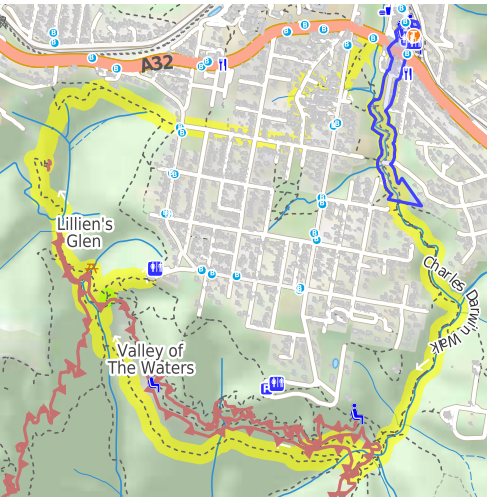 A32
Lillien's
Glen
Charles Darwin Walk
Valley of
The Waters
P